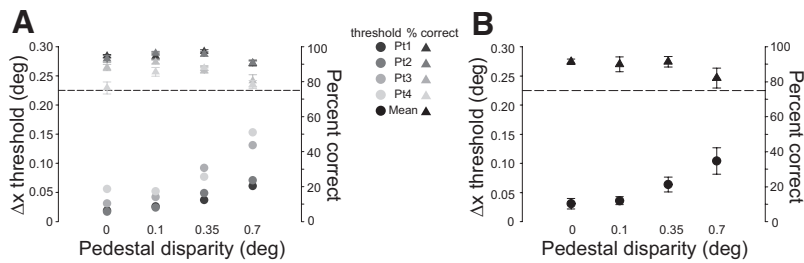 A
Δx threshold (deg)
0.30
0.25
0.20
0.15
0.10
0.05
0
0
0.1
0.35
0.7
Pedestal disparity (deg)
100
80
60
40
20
0
Percent correct
threshold % correct
Pt1
Pt2
Pt3
Pt4
Mean
B
Δx threshold (deg)
0.30
0.25
0.20
0.15
0.10
0.05
0
0
0.1
0.35
0.7
Pedestal disparity (deg)
100
80
60
40
20
0
Percent correct